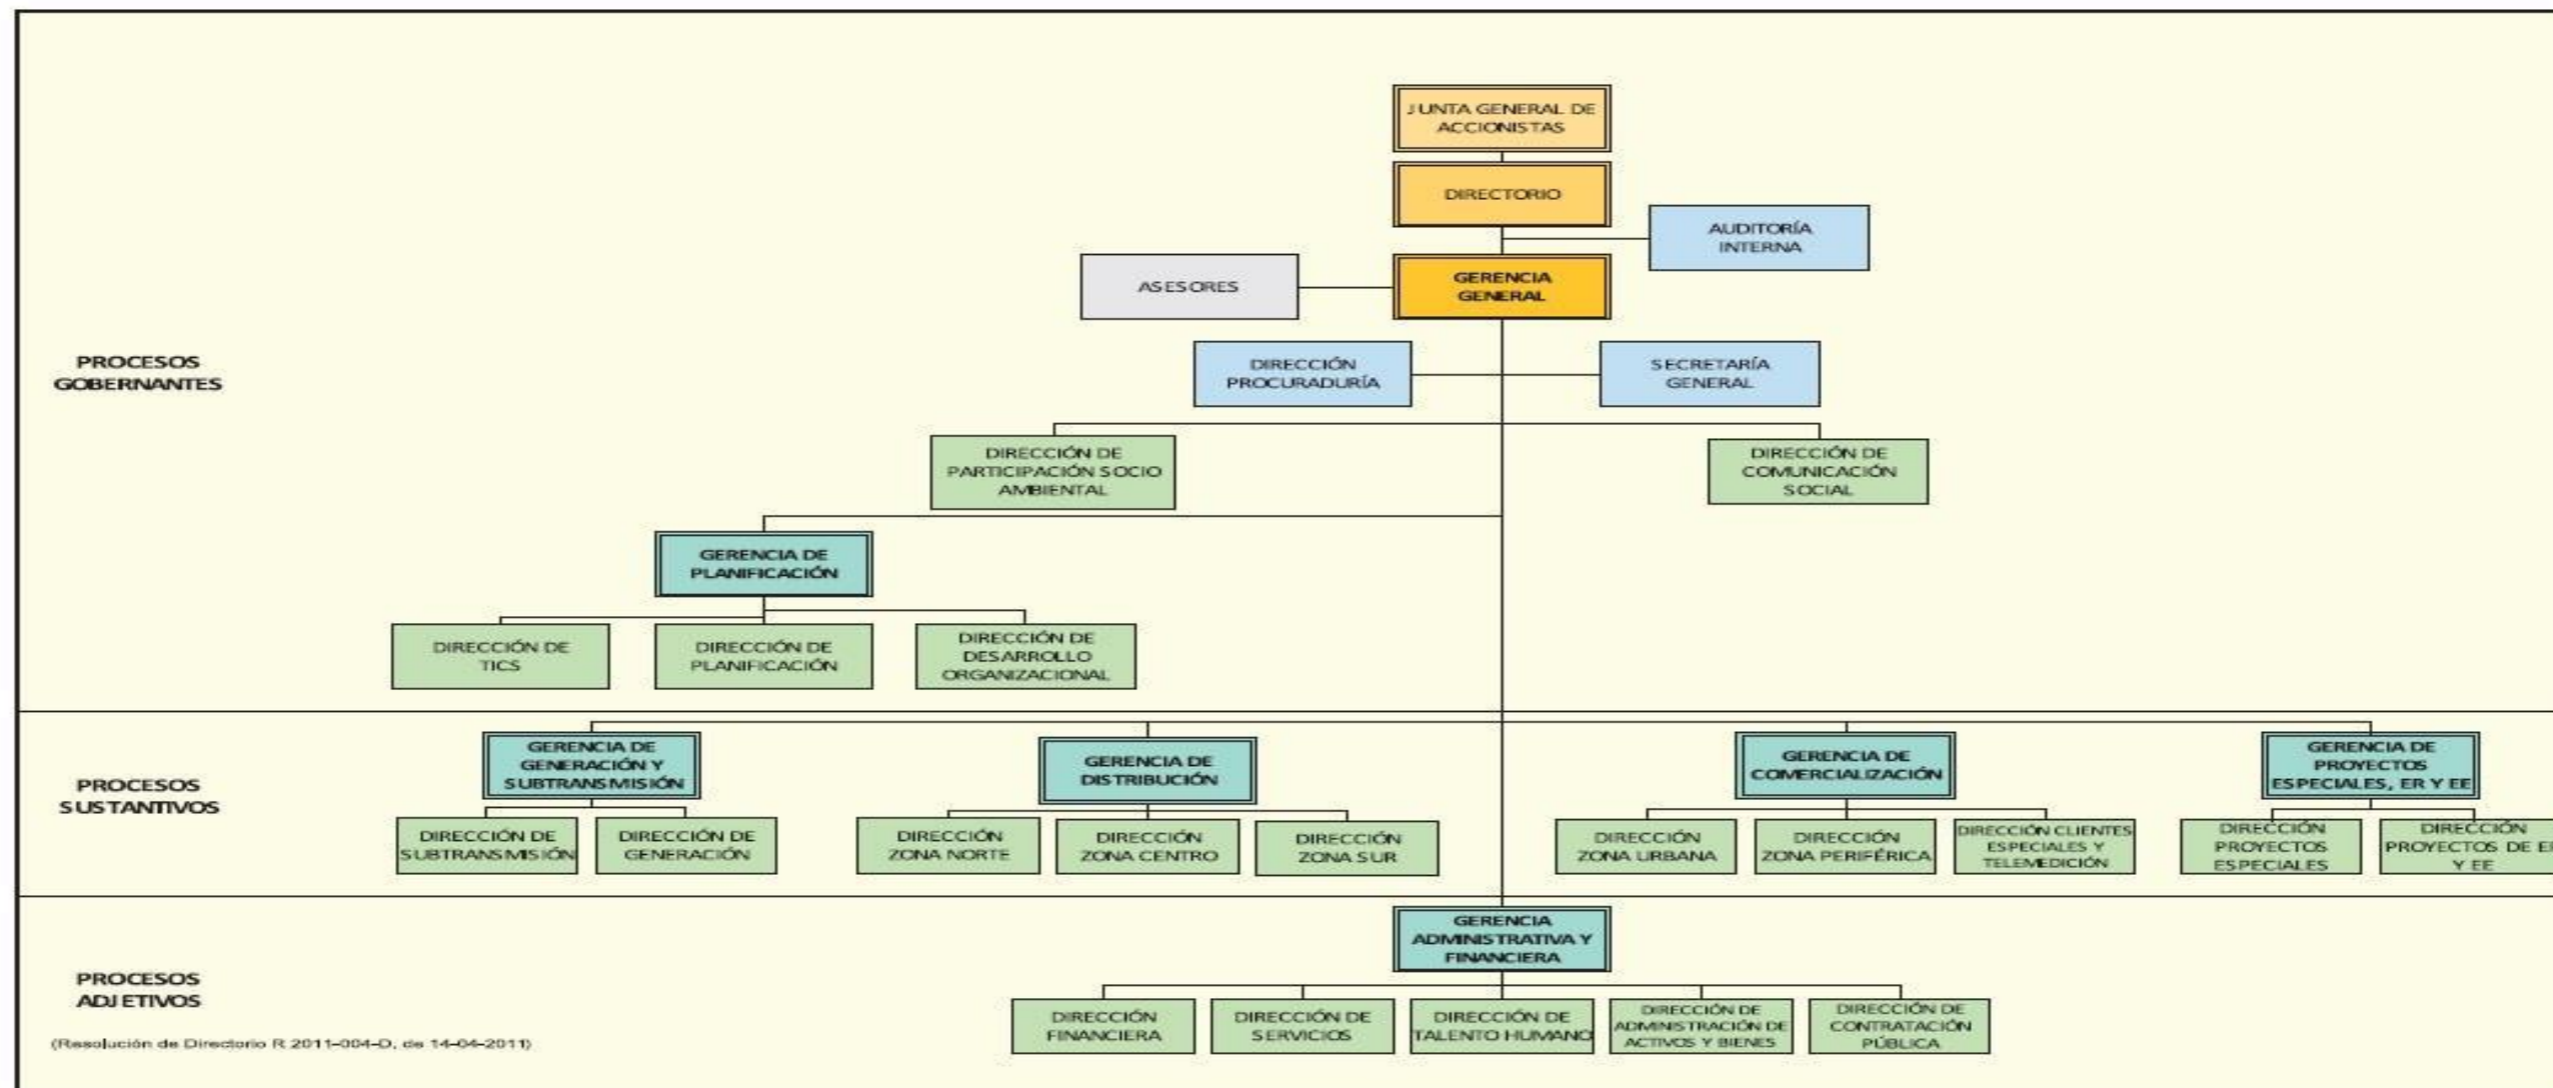 JUNTA GENERAL DE
ACCIONISTAS
DIRECTORIO
AUDITORÍA
INTERNA
ASESORES
GERENCIA
GENERAL
PROCESOS
GOBERNANTES
DIRECCIÓN
PROCURADURÍA
SECRETARÍA
GENERAL
DIRECCIÓN DE
PARTICIPACIÓN SOCIO
AMBIENTAL
DIRECCIÓN DE
COMUNICACIÓN
SOCIAL
GERENCIA DE
PLANIFICACIÓN
DIRECCIÓN DE
TICS
DIRECCIÓN DE
PLANIFICACIÓN
DIRECCIÓN DE
DESARROLLO
ORGANIZACIONAL
PROCESOS
SUSTANTIVOS
GERENCIA DE
GENERACIÓN Y
SUBTRANSMISIÓN
GERENCIA DE
DISTRIBUCIÓN
GERENCIA DE
COMERCIALIZACIÓN
GERENCIA DE
PROYECTOS
ESPECIALES, ER Y EE
DIRECCIÓN DE
SUBTRANSMISIÓN
DIRECCIÓN DE
GENERACIÓN
DIRECCIÓN
ZONA NORTE
DIRECCIÓN
ZONA CENTRO
DIRECCIÓN
ZONA SUR
DIRECCIÓN
ZONA URBANA
DIRECCIÓN
ZONA PERIFÉRICA
DIRECCIÓN CLIENTES
ESPECIALES Y
TELEMEDICIÓN
DIRECCIÓN
PROYECTOS
ESPECIALES
DIRECCIÓN
PROYECTOS DE
Y EE
PROCESOS
ADJETIVOS
GERENCIA
ADMINISTRATIVA Y
FINANCIERA
DIRECCIÓN
FINANCIERA
DIRECCIÓN DE
SERVICIOS
DIRECCIÓN DE
TALENTO HUMANO
DIRECCIÓN DE
ADMINISTRACIÓN DE
ACTIVOS Y BIENES
DIRECCIÓN DE
CONTRATACIÓN
PÚBLICA
(Resolución de Directorio R 2011-004-D, de 14-04-2011)